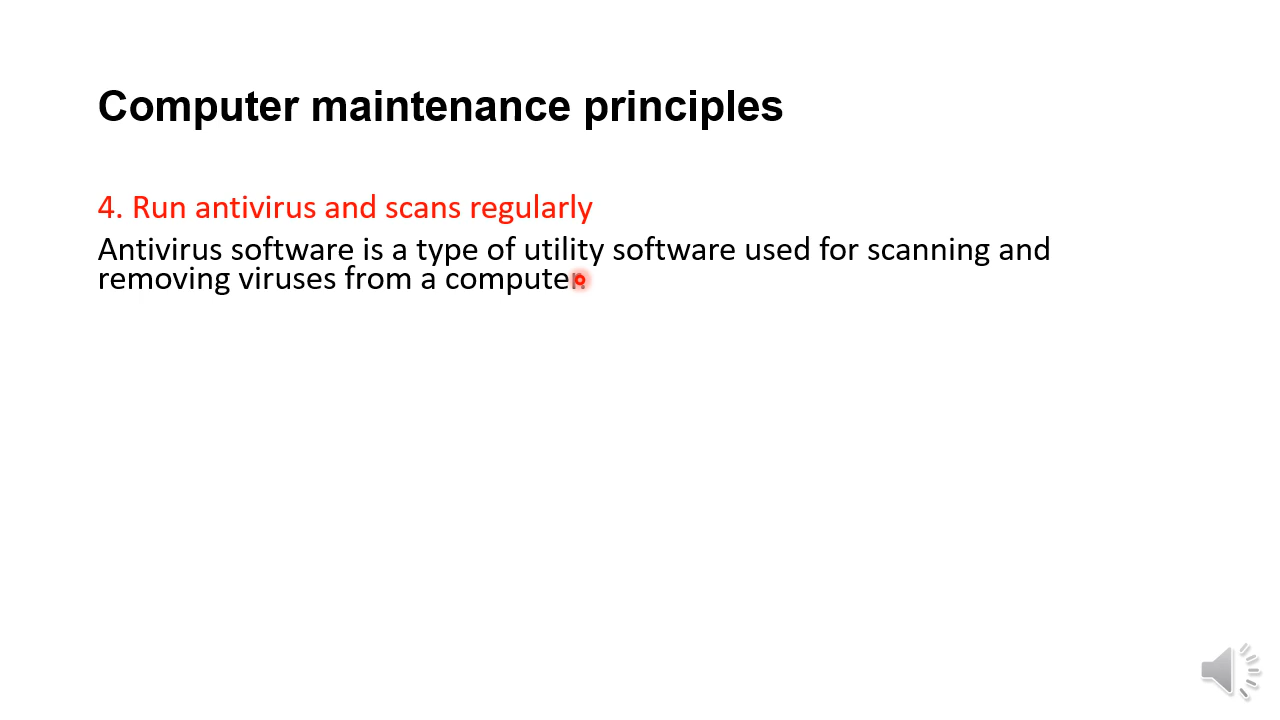 Computer maintenance principles
4. Run antivirus and scans regularly
Antivirus software is a type of utility software used for scanning and
removing viruses from a computer.